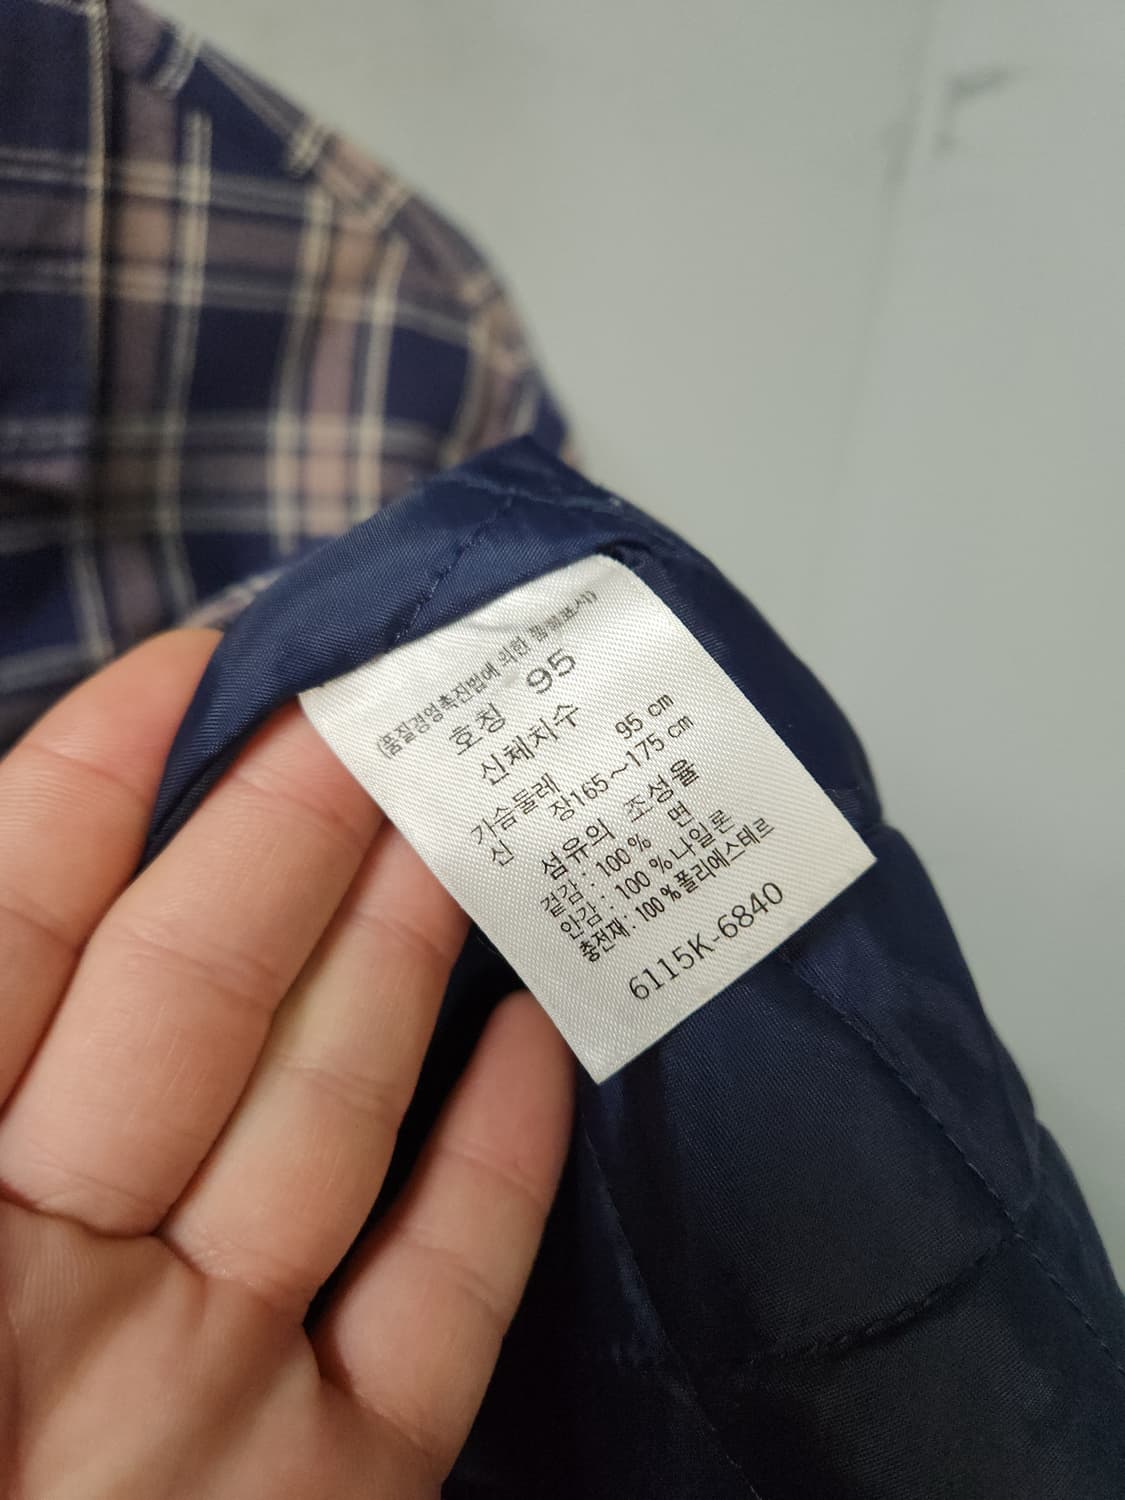 (품질경영촉진법에 의한 품질표시)
호칭 95
신체치수
가슴둘레 95 cm
신 장165～175 cm
섬유의 조성율
겉감 : 100 % 면
안감 : 100 % 나일론
충전재 : 100 % 폴리에스테르
6115K-6840